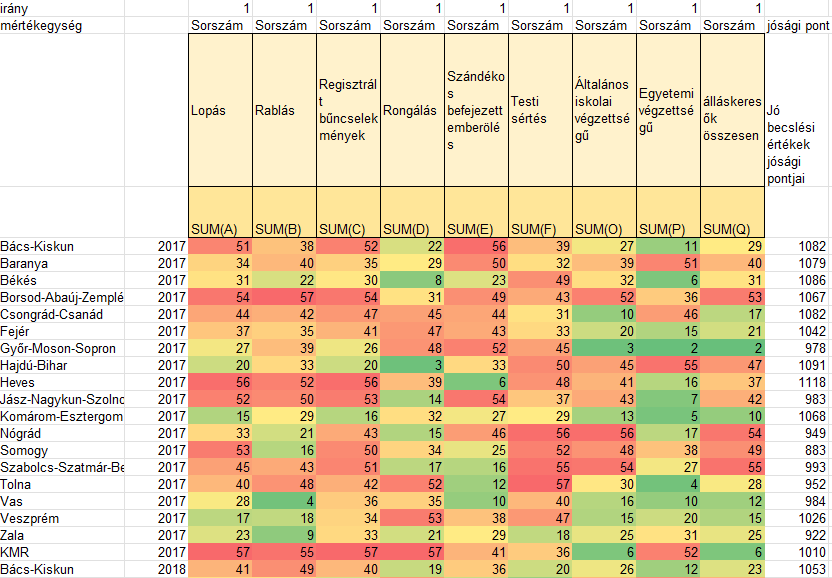 irány 1 1 1 1 1 1 1 1 1
mértékegység Sorszám Sorszám Sorszám Sorszám Sorszám Sorszám Sorszám Sorszám Sorszám jósági pont
Lopás Rablás Regisztrál
t
bűncselek
mények Rongálás Szándéko
s
befejezett
emberölé
s Testi
sértés Általános
iskolai
végzettsé
gű Egyetemi
végzettsé
gű álláskeres
ők
összesen Jó
becslési
értékek
jósági
pontjai
SUM(A) SUM(B) SUM(C) SUM(D) SUM(E) SUM(F) SUM(O) SUM(P) SUM(Q)
Bács-Kiskun 2017 51 38 52 22 56 39 27 11 29 1082
Baranya 2017 34 40 35 29 50 32 39 51 40 1079
Békés 2017 31 22 30 8 23 49 32 6 31 1086
Borsod-Abaúj-Zemplé 2017 54 57 54 31 49 43 52 36 53 1067
Csongrád-Csanád 2017 44 42 47 45 44 31 10 46 17 1082
Fejér 2017 37 35 41 47 43 33 20 15 21 1042
Győr-Moson-Sopron 2017 27 39 26 48 52 45 3 2 2 978
Hajdú-Bihar 2017 20 33 20 3 33 50 45 55 47 1091
Heves 2017 56 52 56 39 6 48 41 16 37 1118
Jász-Nagykun-Szolno 2017 52 50 53 14 54 37 43 7 42 983
Komárom-Esztergom 2017 15 29 16 32 27 29 13 5 10 1068
Nógrád 2017 33 21 43 15 46 56 56 17 54 949
Somogy 2017 53 16 50 34 25 52 48 38 49 883
Szabolcs-Szatmár-Be 2017 45 43 51 17 16 55 54 27 55 993
Tolna 2017 40 48 42 52 12 57 30 4 28 952
Vas 2017 28 4 36 35 10 40 16 10 12 984
Veszprém 2017 17 18 34 53 38 47 15 20 15 1026
Zala 2017 23 9 33 21 29 18 25 31 25 922
KMR 2017 57 55 57 57 41 36 6 52 6 1010
Bács-Kiskun 2018 41 49 40 19 36 20 26 12 23 1053